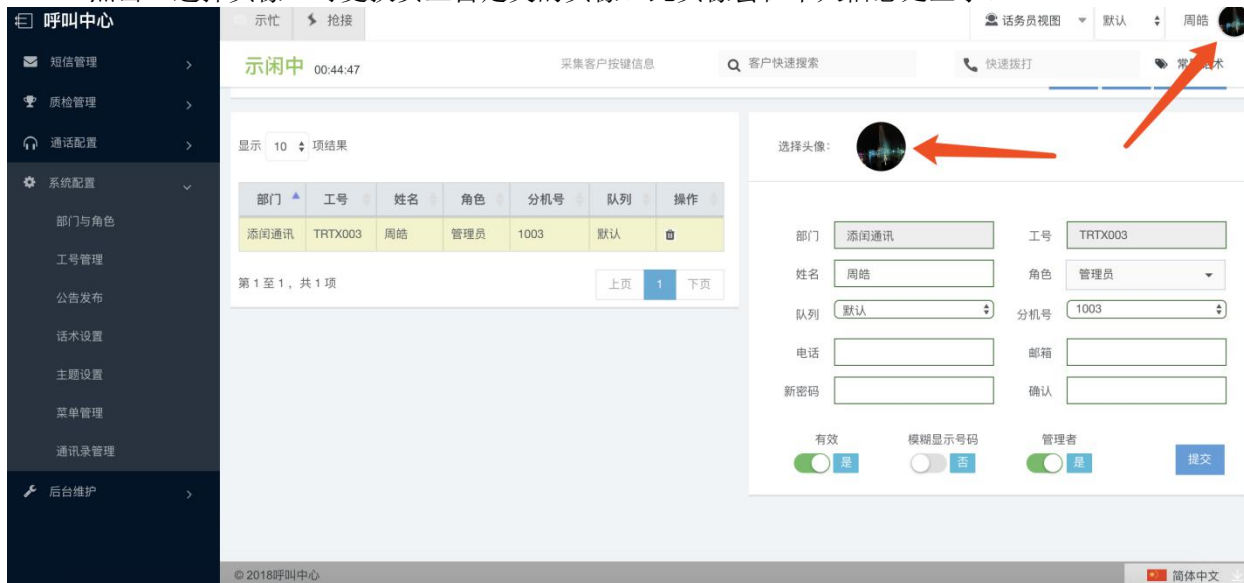 呼叫中心
示忙 抢接 话务员视图 默认 周皓
短信管理
示闲中 00:44:47 采集客户按键信息 客户快速搜索 快速拨打
质检管理
通话配置
显示 10 项结果
选择头像：
系统配置
部门 工号 姓名 角色 分机号 队列 操作
部门与角色
添闰通讯 TRTX003 周皓 管理员 1003 默认
部门 添闰通讯 工号 TRTX003
工号管理
姓名 周皓 角色 管理员
第 1 至 1，共 1 项 上页 1 下页
公告发布
队列 默认 分机号 1003
话术设置
电话 邮箱
主题设置
新密码 确认
菜单管理
有效 模糊显示号码 管理者
通讯录管理
是 否 是 提交
后台维护
© 2018呼叫中心 简体中文